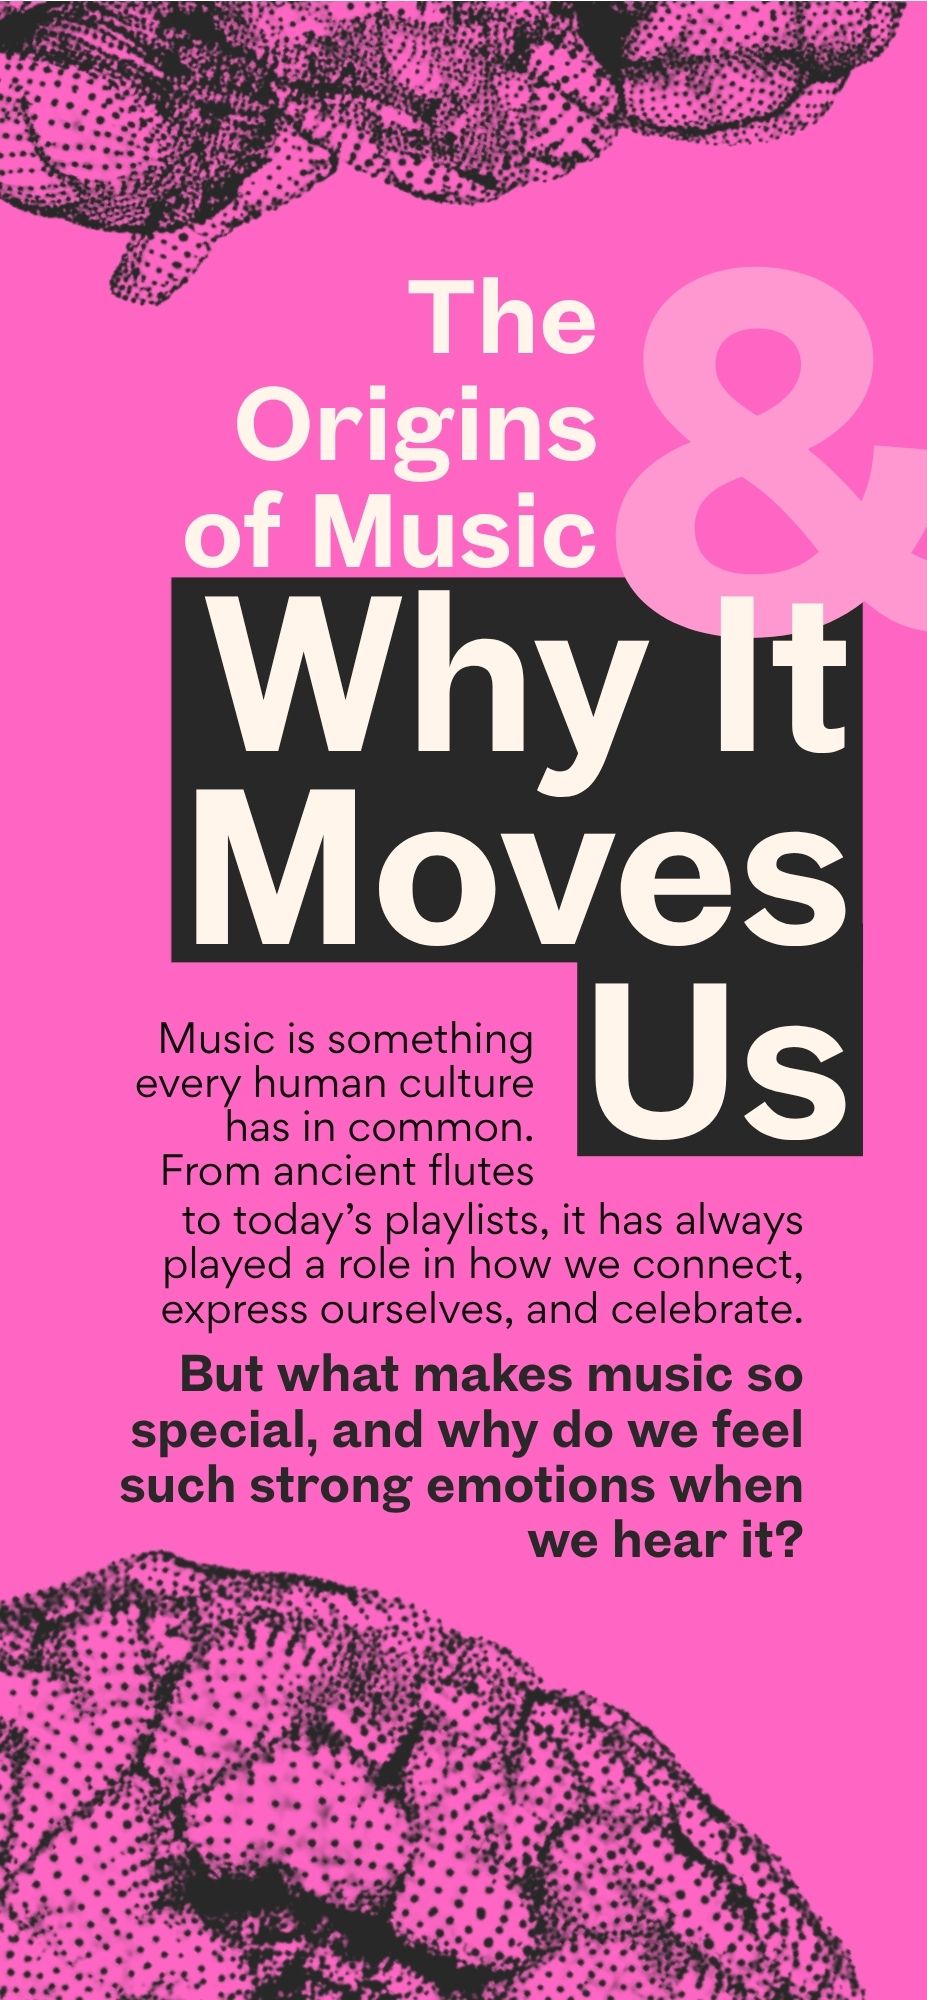 The
Origins
of Music
&
Why It
Moves
Us
Music is something
every human culture
has in common.
From ancient flutes
to today’s playlists, it has always
played a role in how we connect,
express ourselves, and celebrate.
But what makes music so
special, and why do we feel
such strong emotions when
we hear it?